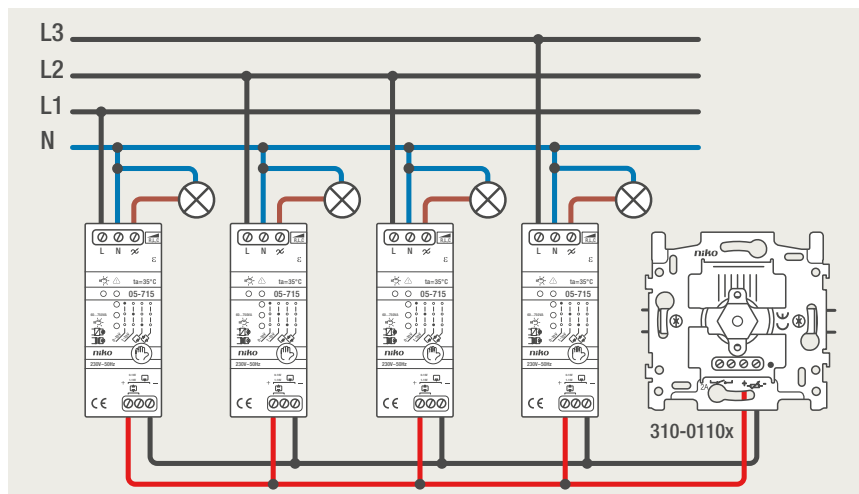 L3
L2
L1
N
L N
L N
L N
L N
R,L,C
R,L,C
R,L,C
R,L,C
ε
ε
ε
ε
niko
ta=35°C
ta=35°C
ta=35°C
ta=35°C
05-715
05-715
05-715
05-715
niko
niko
niko
niko
230V~50Hz
230V~50Hz
230V~50Hz
230V~50Hz
+ −
+ −
+ −
+ −
CE
CE
CE
CE
CE
2A
+ -
310-0110x